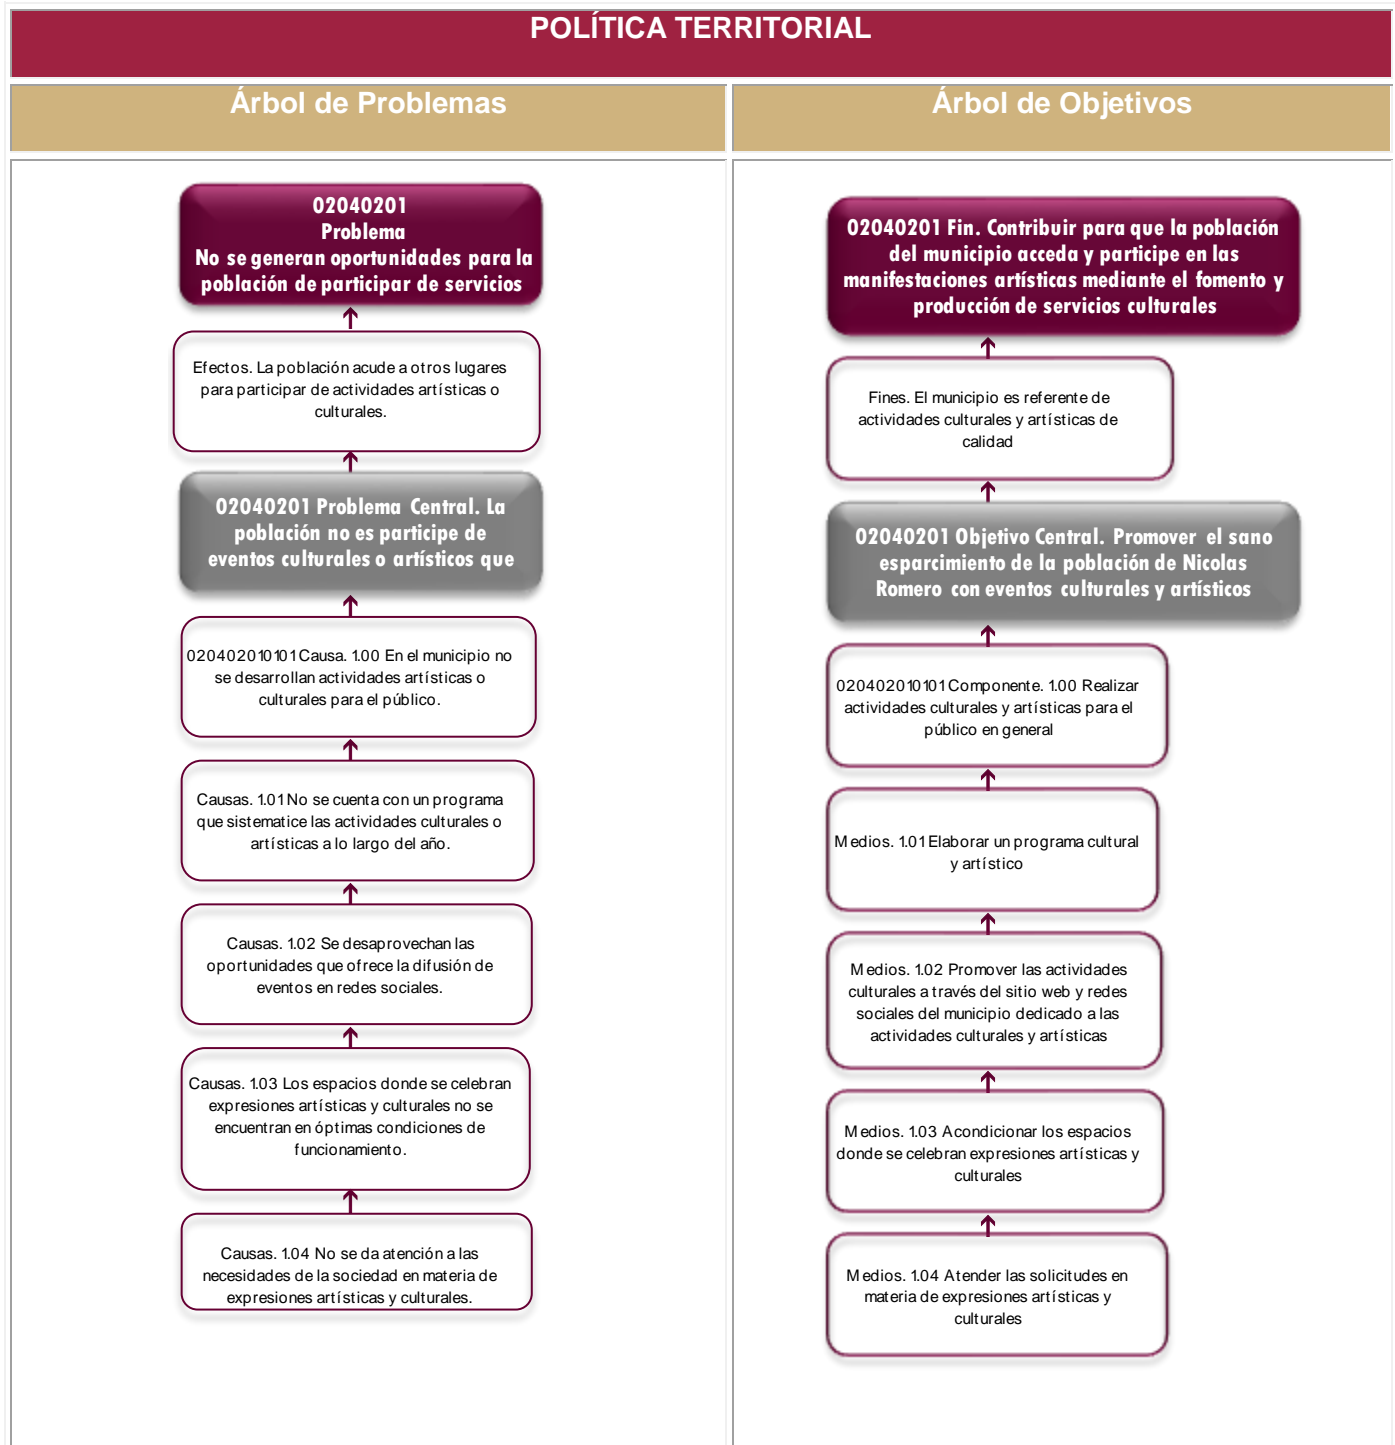 POLÍTICA TERRITORIAL
Árbol de Problemas
02040201
Problema
No se generan oportunidades para la
población de participar de servicios
Efectos. La población acude a otros lugares
para participar de actividades artísticas o
culturales.
02040201 Problema Central. La
población no es participe de
eventos culturales o artísticos que
020402010101 Causa. 1.00 En el municipio no
se desarrollan actividades artísticas o
culturales para el público.
Causas. 1.01 No se cuenta con un programa
que sistematice las actividades culturales o
artísticas a lo largo del año.
Causas. 1.02 Se desaprovechan las
oportunidades que ofrece la difusión de
eventos en redes sociales.
Causas. 1.03 Los espacios donde se celebran
expresiones artísticas y culturales no se
encuentran en óptimas condiciones de
funcionamiento.
Causas. 1.04 No se da atención a las
necesidades de la sociedad en materia de
expresiones artísticas y culturales.
Árbol de Objetivos
02040201 Fin. Contribuir para que la población
del municipio acceda y participe en las
manifestaciones artísticas mediante el fomento y
producción de servicios culturales
Fines. El municipio es referente de
actividades culturales y artísticas de
calidad
02040201 Objetivo Central. Promover el sano
esparcimiento de la población de Nicolas
Romero con eventos culturales y artísticos
020402010101 Componente. 1.00 Realizar
actividades culturales y artísticas para el
público en general
Medios. 1.01 Elaborar un programa cultural
y artístico
Medios. 1.02 Promover las actividades
culturales a través del sitio web y redes
sociales del municipio dedicado a las
actividades culturales y artísticas
Medios. 1.03 Acondicionar los espacios
donde se celebran expresiones artísticas y
culturales
Medios. 1.04 Atender las solicitudes en
materia de expresiones artísticas y
culturales